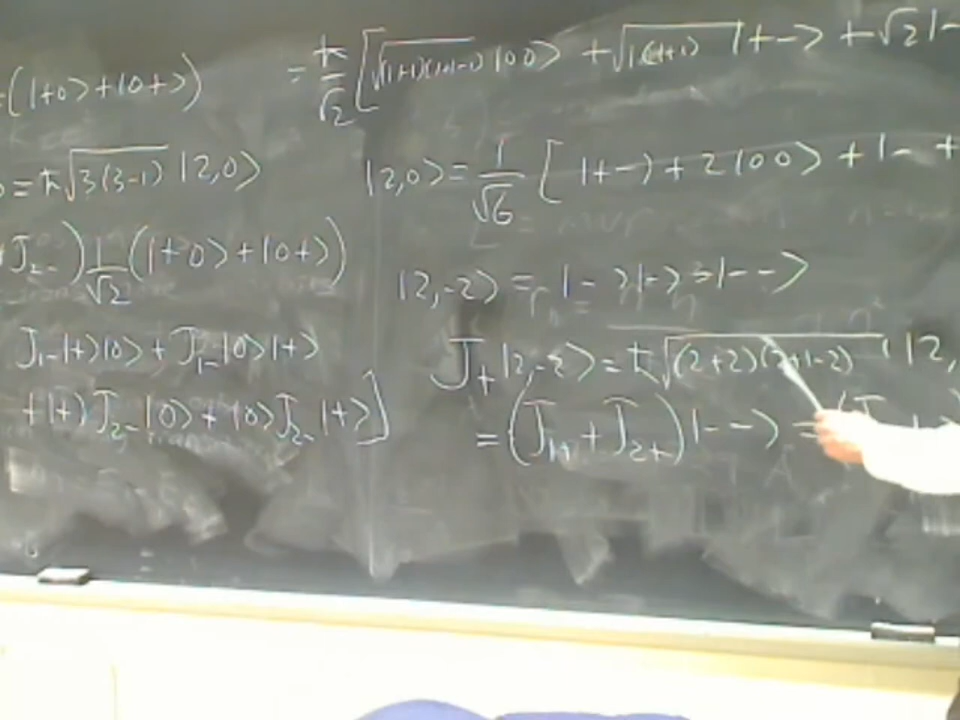 (|+0> + |0+>)
|0 = ħ√3(3-1) |2,0>
J₂₋) 1/√2 (|+0> + |0+>)
J₁₋|+>|0> + J₁₋|0>|+>
+|+>J₂₋|0> + |0>J₂₋|+>]
= ħ/√2 [√(1+1)(1+1-1) |00> + √1(1+1) |+-> + √2 |-
|2,0> = 1/√6 [ |+-) + 2|00> + |-+
|2,-2> = |->|-> = |-->
J₊|2,-2> = ħ√(2+2)(2+1-2) |2,
= (J₁₊ + J₂₊)|--> =